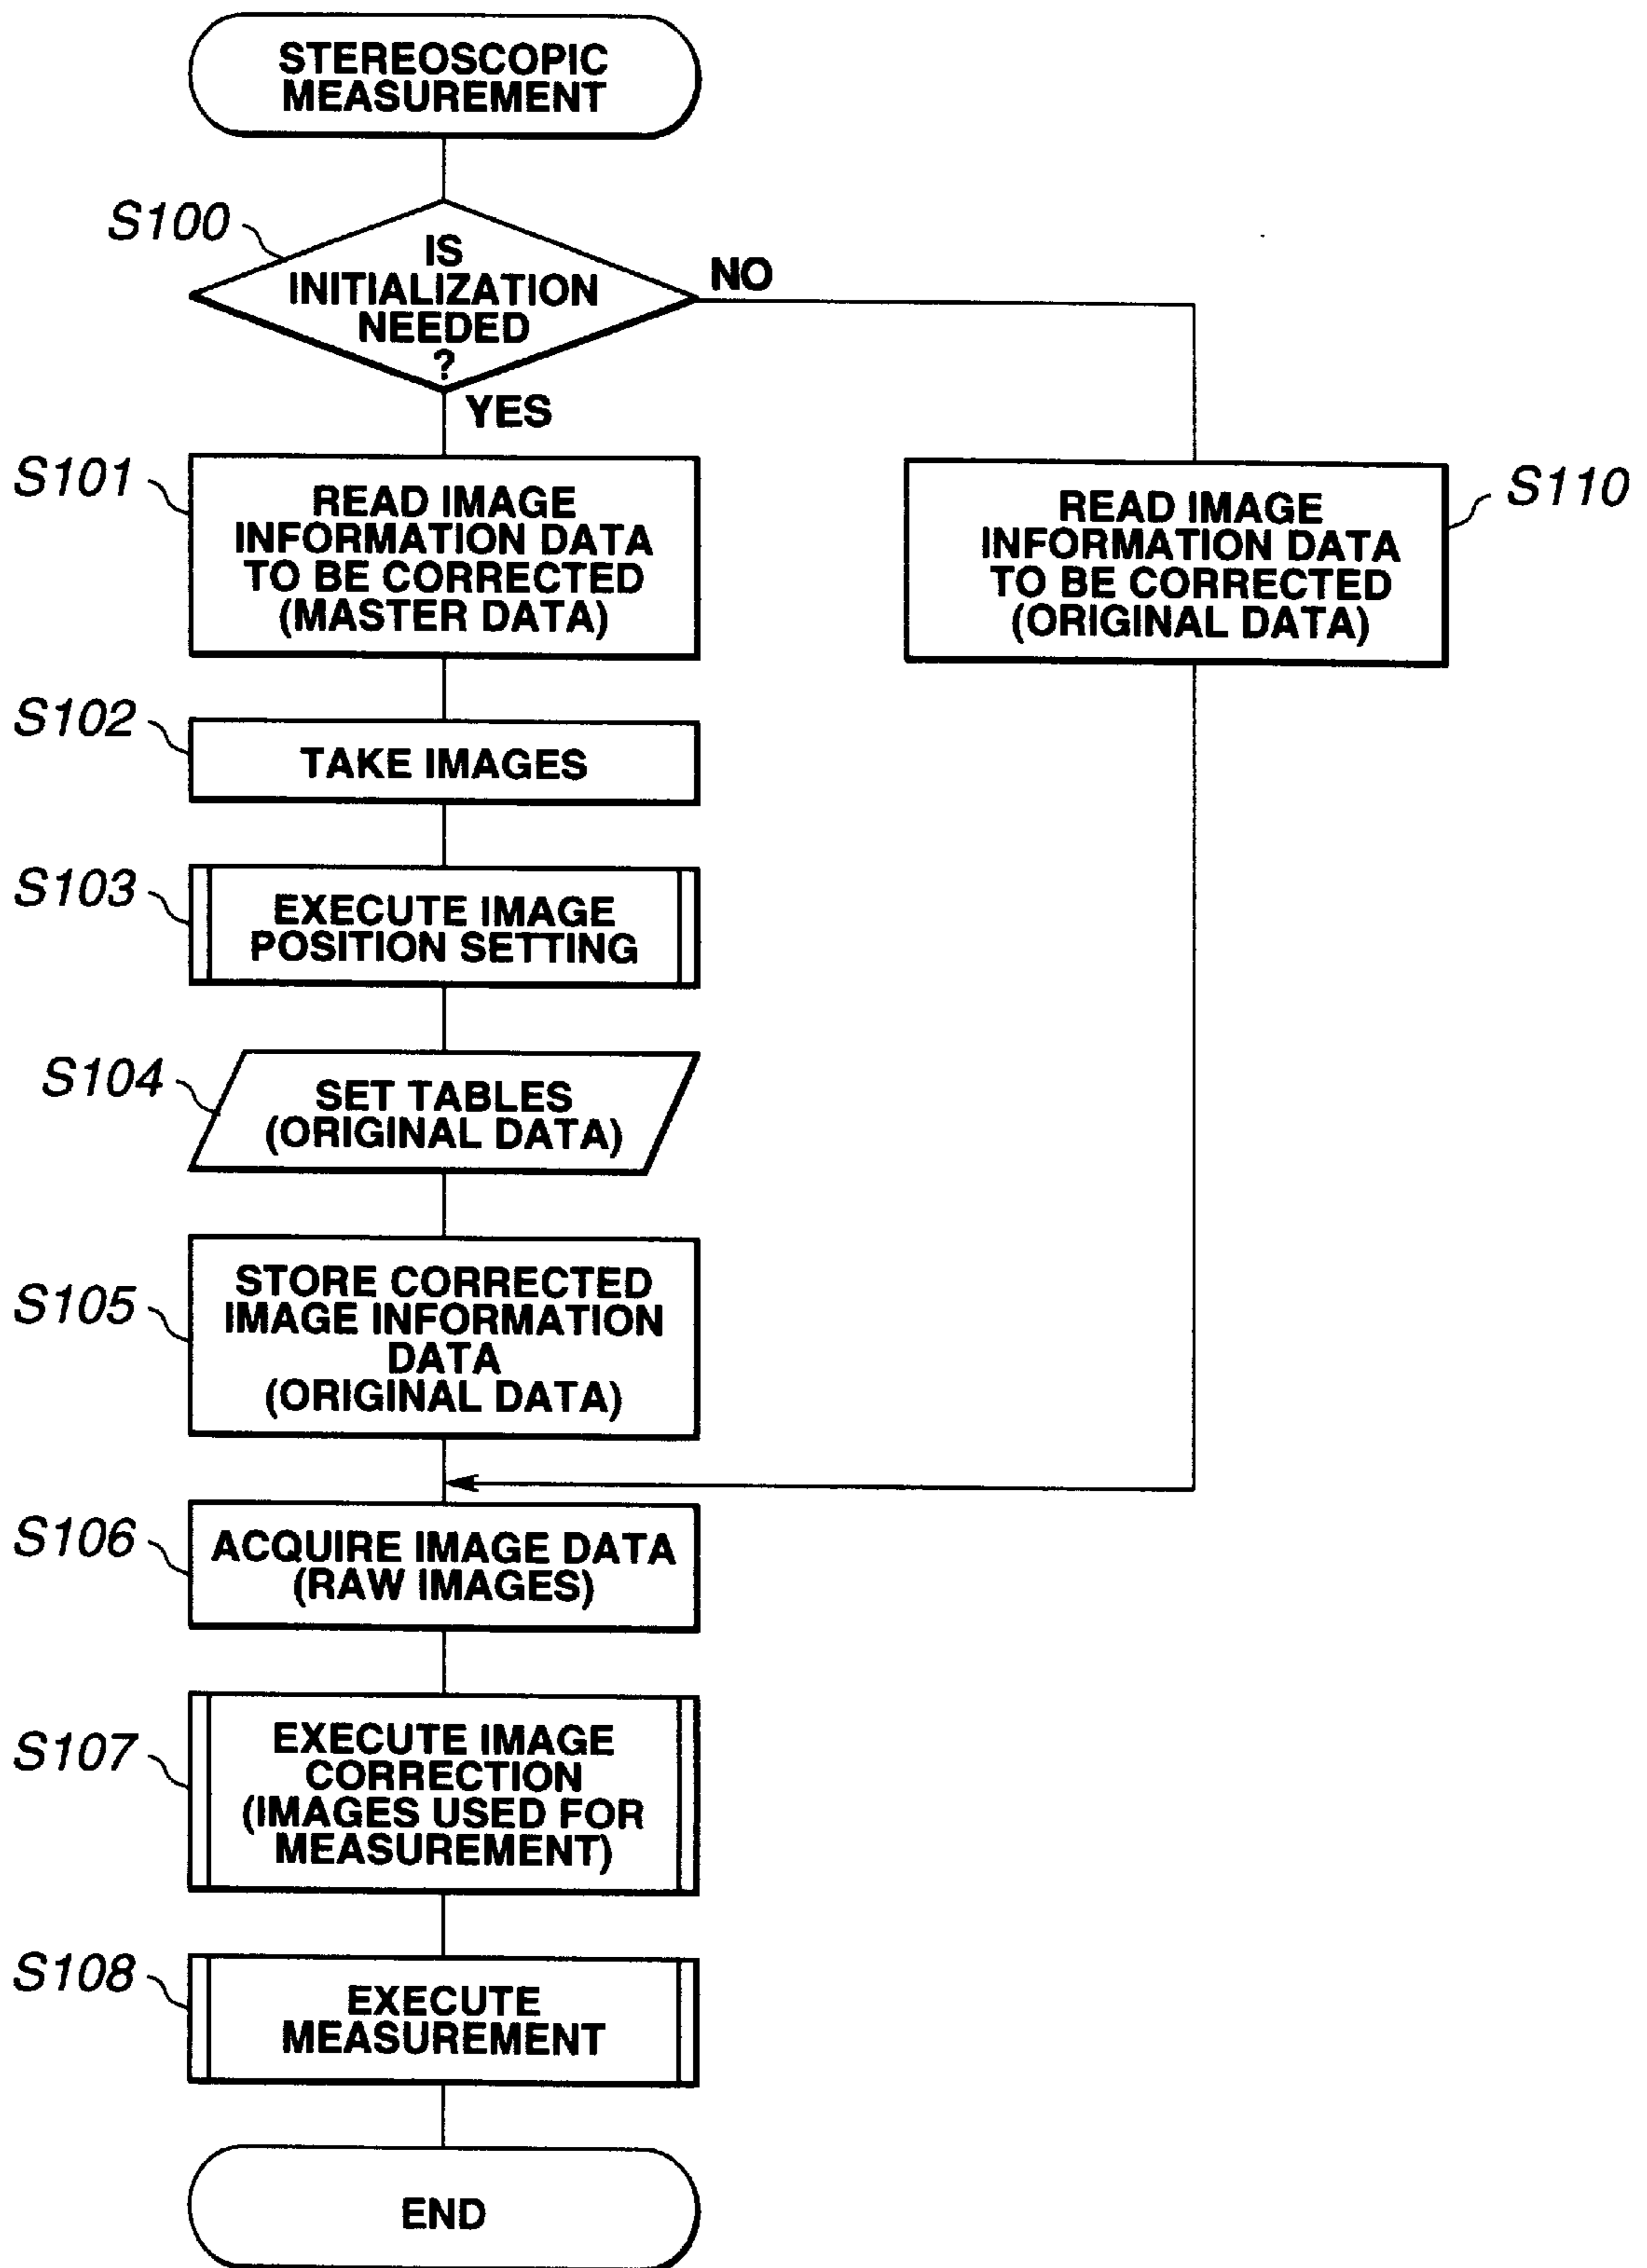 STEREOSCOPIC
MEASUREMENT
S100
IS
INITIALIZATION
NEEDED
?
NO
YES
S101
READ IMAGE
INFORMATION DATA
TO BE CORRECTED
(MASTER DATA)
READ IMAGE
INFORMATION DATA
TO BE CORRECTED
(ORIGINAL DATA)
S110
S102
TAKE IMAGES
S103
EXECUTE IMAGE
POSITION SETTING
S104
SET TABLES
(ORIGINAL DATA)
S105
STORE CORRECTED
IMAGE INFORMATION
DATA
(ORIGINAL DATA)
S106
ACQUIRE IMAGE DATA
(RAW IMAGES)
S107
EXECUTE IMAGE
CORRECTION
(IMAGES USED FOR
MEASUREMENT)
S108
EXECUTE
MEASUREMENT
END